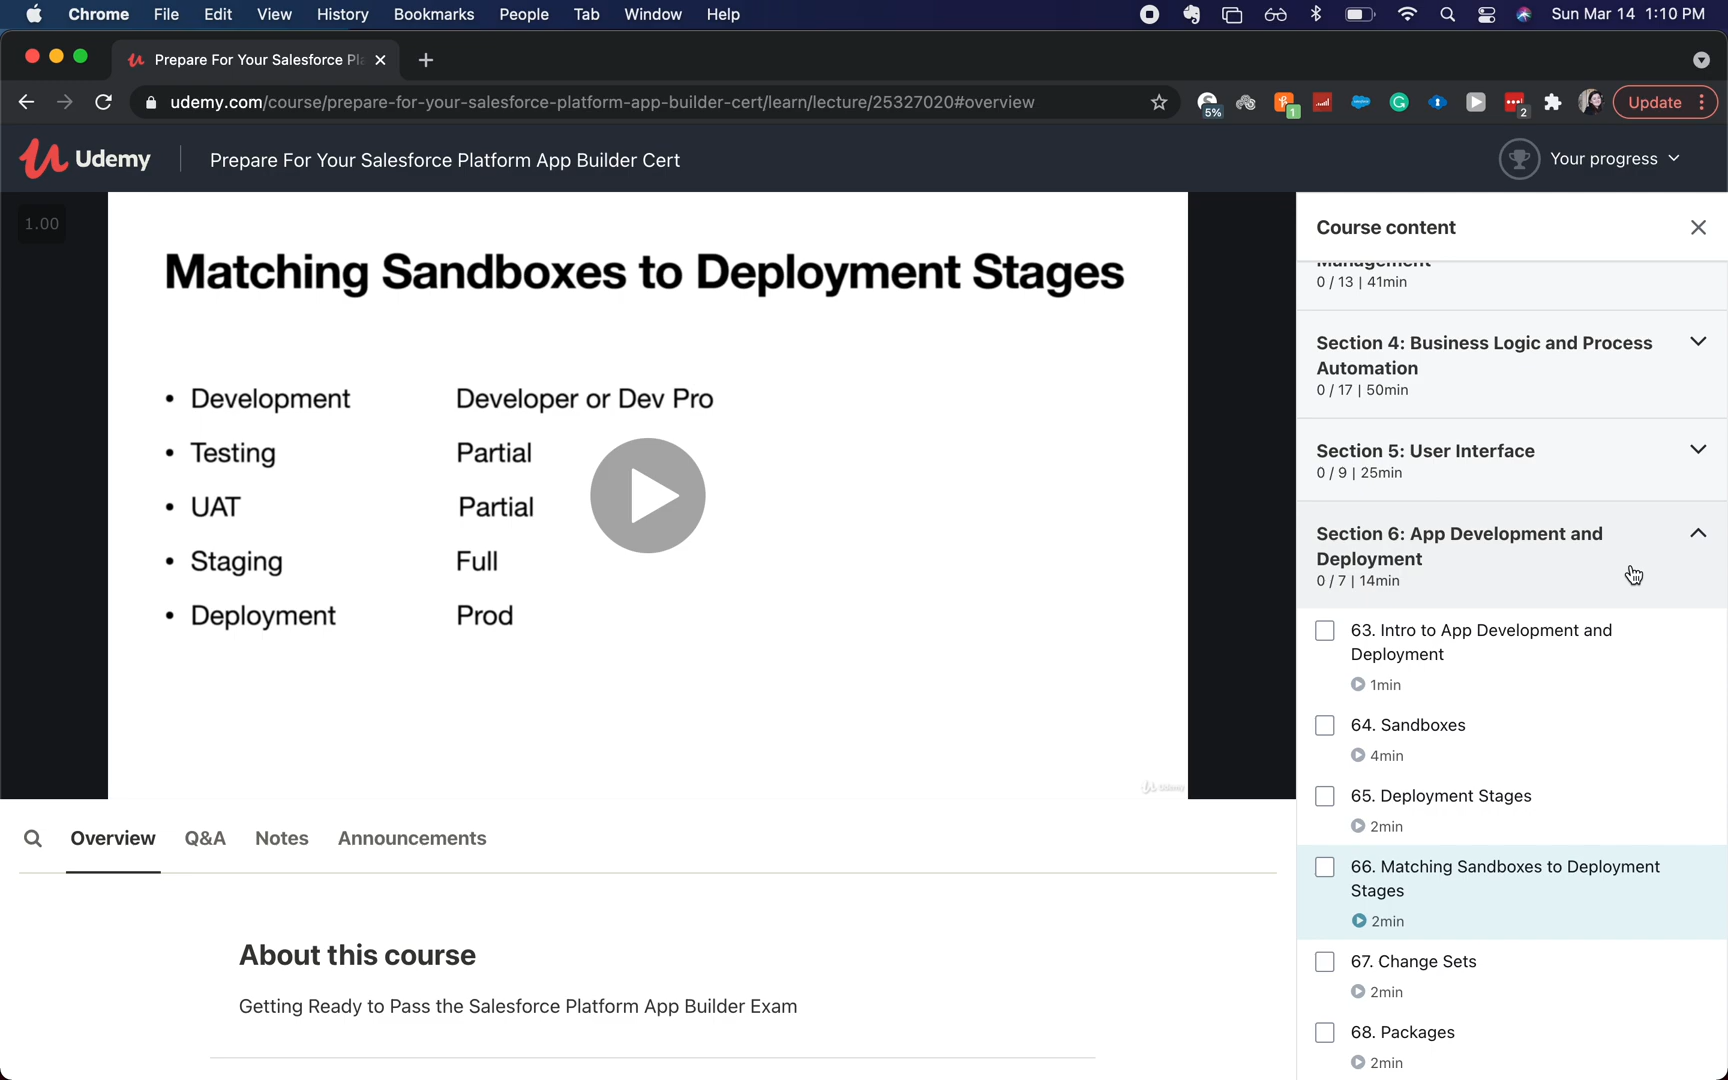 Chrome File Edit View History Bookmarks People Tab Window Help Sun Mar 14 1:10 PM
Prepare For Your Salesforce Pla
udemy.com/course/prepare-for-your-salesforce-platform-app-builder-cert/learn/lecture/25327020#overview 5% 1 2 Update
Udemy Prepare For Your Salesforce Platform App Builder Cert Your progress
1.00
Matching Sandboxes to Deployment Stages
• Development Developer or Dev Pro
• Testing Partial
• UAT Partial
• Staging Full
• Deployment Prod
Udemy
Overview Q&A Notes Announcements
About this course
Getting Ready to Pass the Salesforce Platform App Builder Exam
Course content
Management
0 / 13 | 41min
Section 4: Business Logic and Process
Automation
0 / 17 | 50min
Section 5: User Interface
0 / 9 | 25min
Section 6: App Development and
Deployment
0 / 7 | 14min
63. Intro to App Development and
Deployment
1min
64. Sandboxes
4min
65. Deployment Stages
2min
66. Matching Sandboxes to Deployment
Stages
2min
67. Change Sets
2min
68. Packages
2min